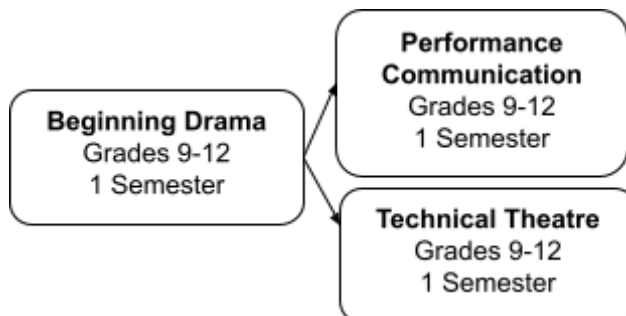 Beginning Drama
Grades 9-12
1 Semester
Performance
Communication
Grades 9-12
1 Semester
Technical Theatre
Grades 9-12
1 Semester